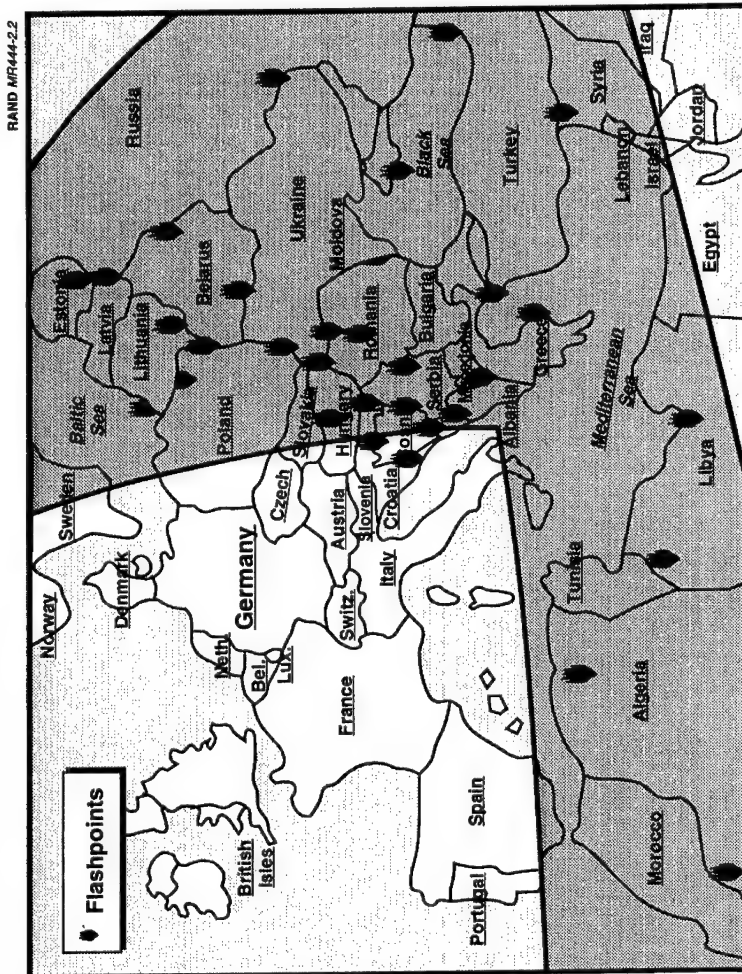 RAND MR444-2.2
Flashpoints
Norway
Sweden
Baltic
Sea
Estonia
Latvia
Russia
Denmark
Lithuania
Belarus
British
Isles
Neth.
Bel.
Lux.
Germany
Poland
Ukraine
Czech
Slovakia
Moldova
France
Switz.
Austria
Hungary
Romania
Slovenia
Croatia
Italy
Serbia
Bulgaria
Black
Sea
Portugal
Spain
Macedonia
Albania
Greece
Turkey
Tunisia
Mediterranean
Sea
Syria
Lebanon
Israel
Iraq
Jordan
Morocco
Algeria
Libya
Egypt